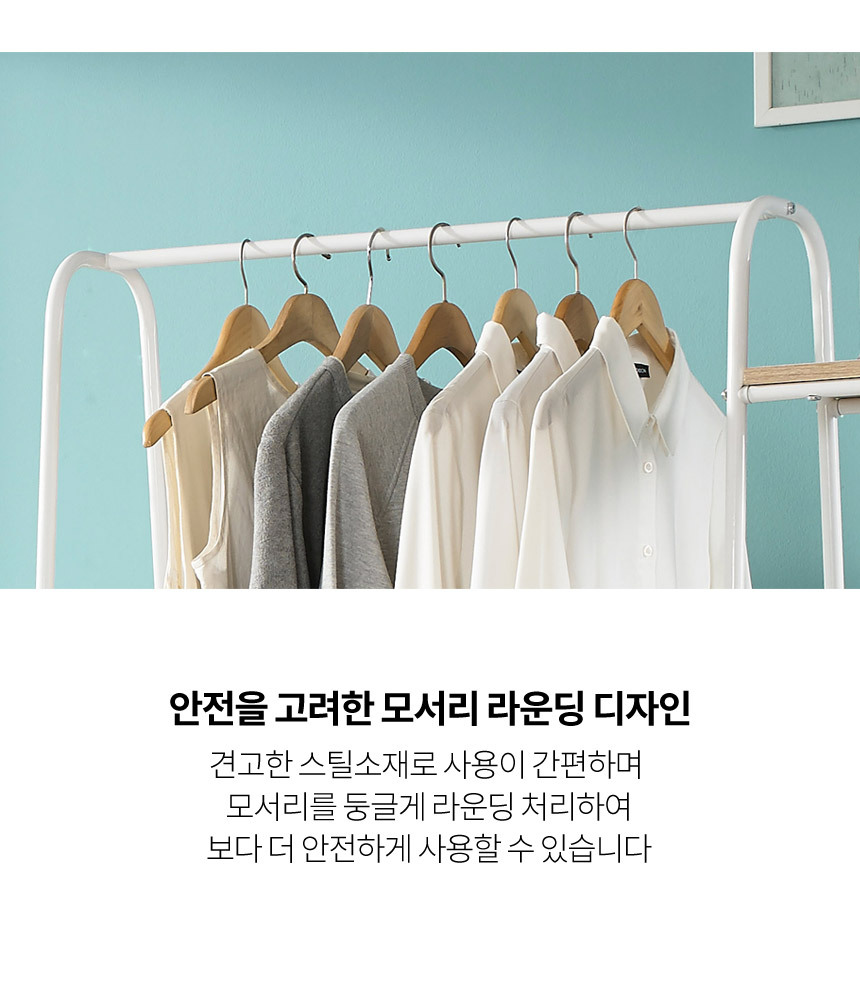 안전을 고려한 모서리 라운딩 디자인
견고한 스틸소재로 사용이 간편하며
모서리를 둥글게 라운딩 처리하여
보다 더 안전하게 사용할 수 있습니다